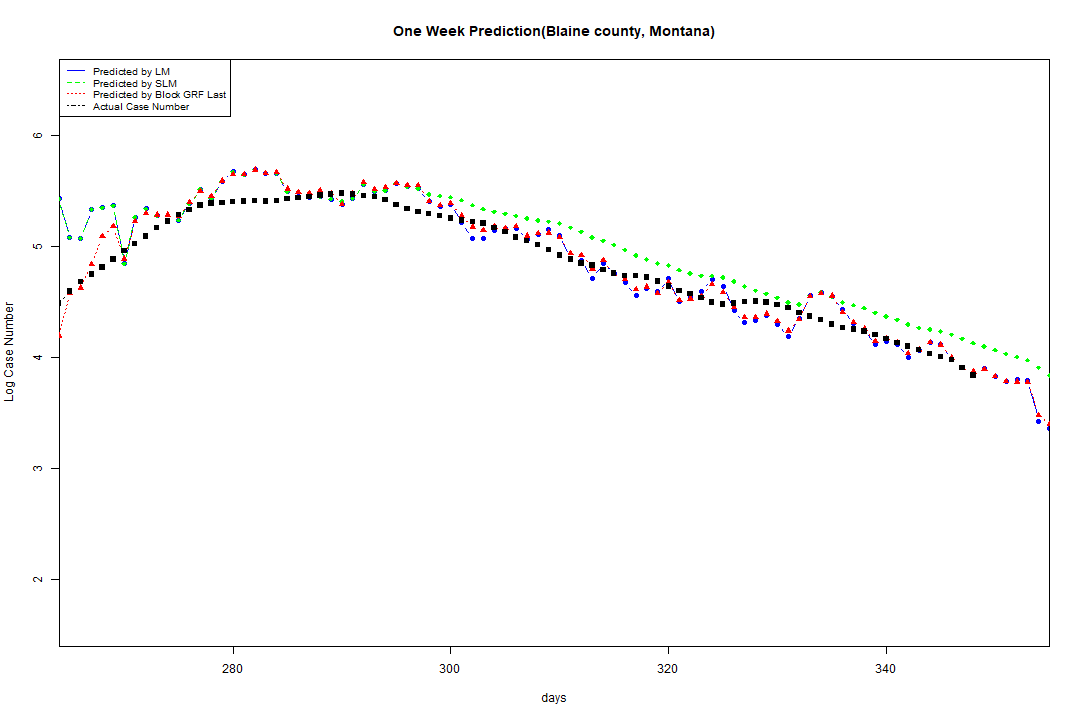 One Week Prediction(Blaine county, Montana)
Predicted by LM
Predicted by SLM
Predicted by Block GRF Last
Actual Case Number
6
5
4
3
2
Log Case Number
280 300 320 340
days